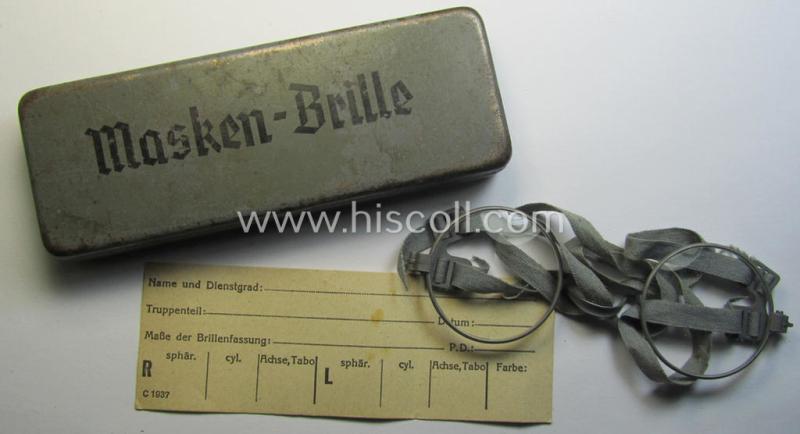 Masken-Brille
www.hiscoll.com
Name und Dienstgrad:
Truppenteil: Datum:
Maße der Brillenfassung: P.D.:
R sphär. cyl. Achse,Tabo L sphär. cyl. Achse,Tabo Farbe:
C 1937